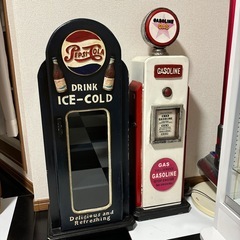 PEPSI-COLA
DRINK
ICE-COLD
Delicious and
Refreshing
GASOLINE
GASOLINE
GAS
GASOLINE